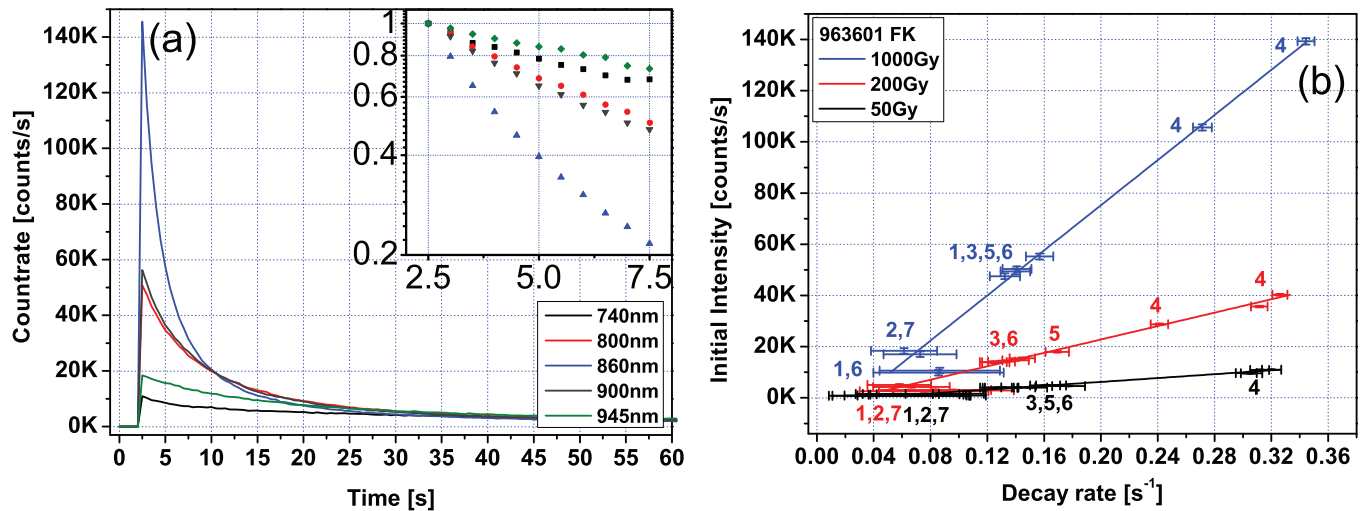 (a)
Countrate [counts/s]
140K
120K
100K
80K
60K
40K
20K
0K
0 5 10 15 20 25 30 35 40 45 50 55 60
Time [s]
1
0.8
0.6
0.4
0.2
2.5 5.0 7.5
740nm
800nm
860nm
900nm
945nm
(b)
Initial Intensity [counts/s]
140K
120K
100K
80K
60K
40K
20K
0K
0.00 0.04 0.08 0.12 0.16 0.20 0.24 0.28 0.32 0.36
Decay rate [s⁻¹]
963601 FK
1000Gy
200Gy
50Gy
4
4
1,3,5,6
2,7
1,6
4
4
5
3,6
1,2,7
1,2,7
3,5,6
4